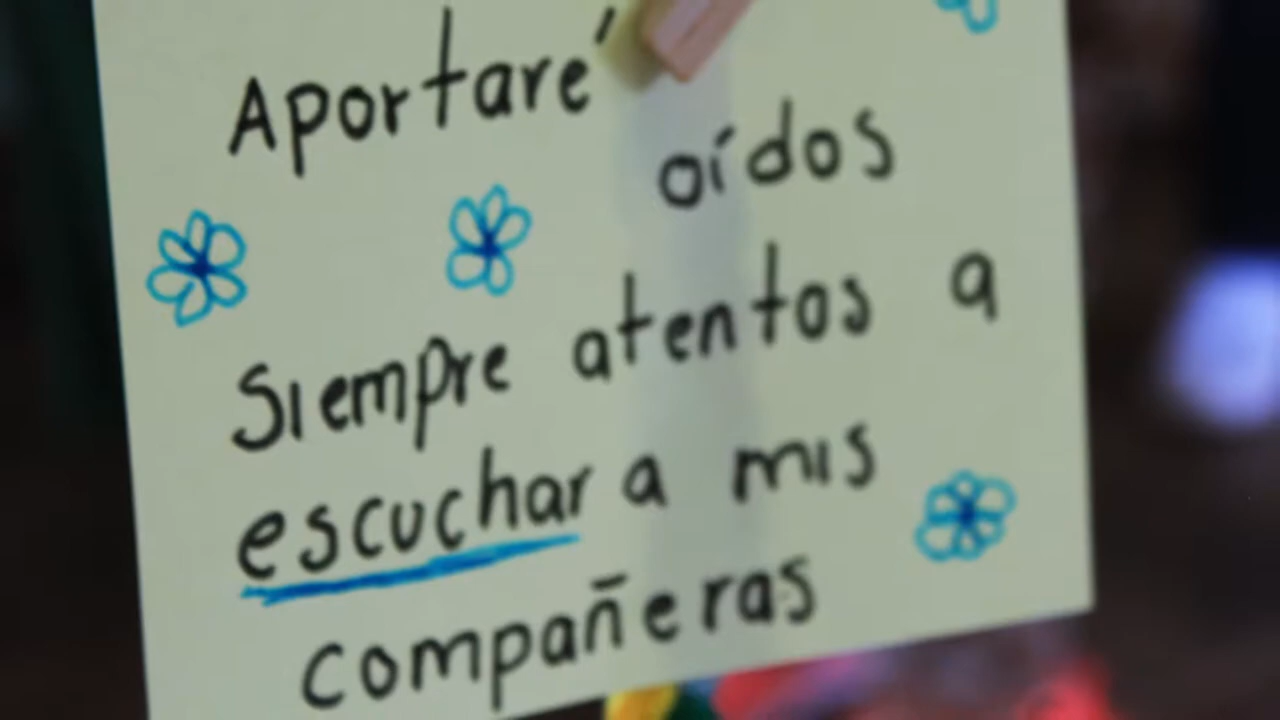 Aportaré
oídos
Siempre atentos a
escuchar a mis
compañeras